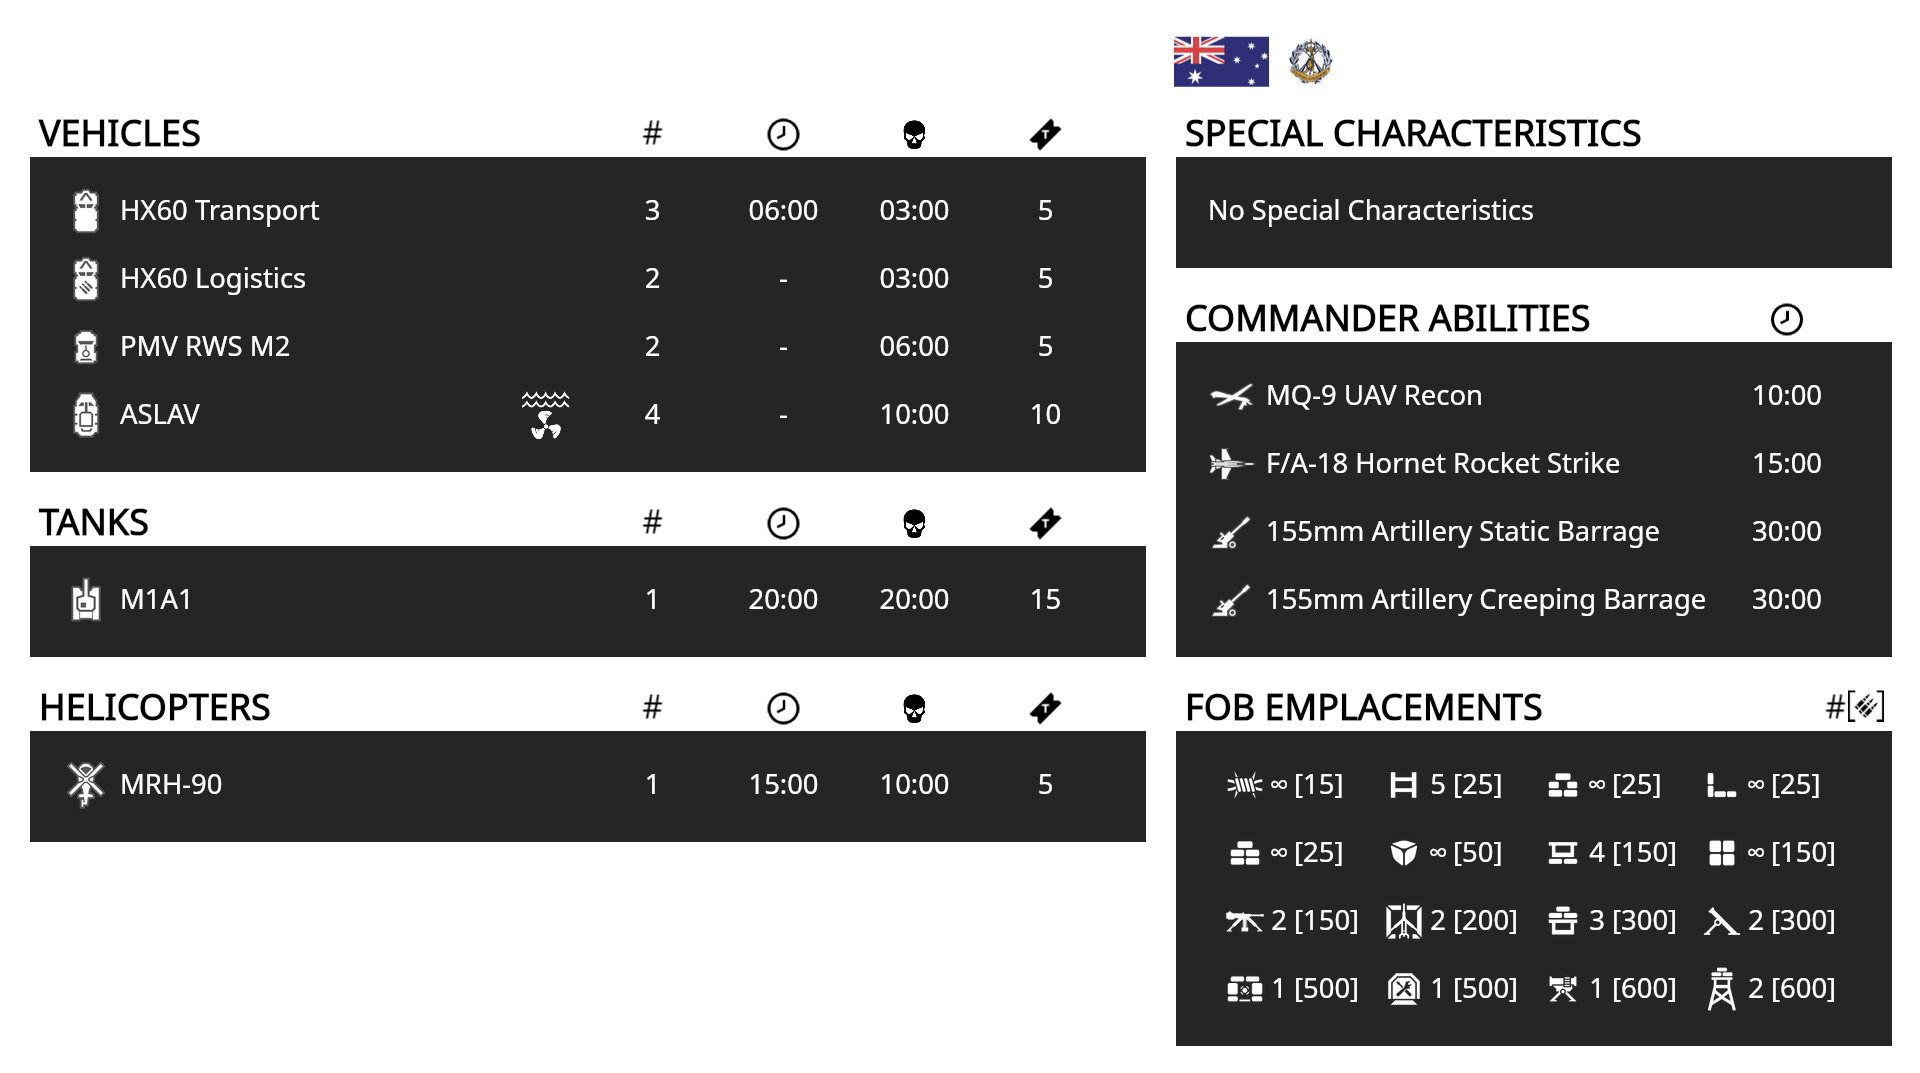 VEHICLES #
HX60 Transport 3 06:00 03:00 5
HX60 Logistics 2 - 03:00 5
PMV RWS M2 2 - 06:00 5
ASLAV 4 - 10:00 10
TANKS #
M1A1 1 20:00 20:00 15
HELICOPTERS #
MRH-90 1 15:00 10:00 5
SPECIAL CHARACTERISTICS
No Special Characteristics
COMMANDER ABILITIES
MQ-9 UAV Recon 10:00
F/A-18 Hornet Rocket Strike 15:00
155mm Artillery Static Barrage 30:00
155mm Artillery Creeping Barrage 30:00
FOB EMPLACEMENTS #[]
∞ [15] 5 [25] ∞ [25] ∞ [25]
∞ [25] ∞ [50] 4 [150] ∞ [150]
2 [150] 2 [200] 3 [300] 2 [300]
1 [500] 1 [500] 1 [600] 2 [600]